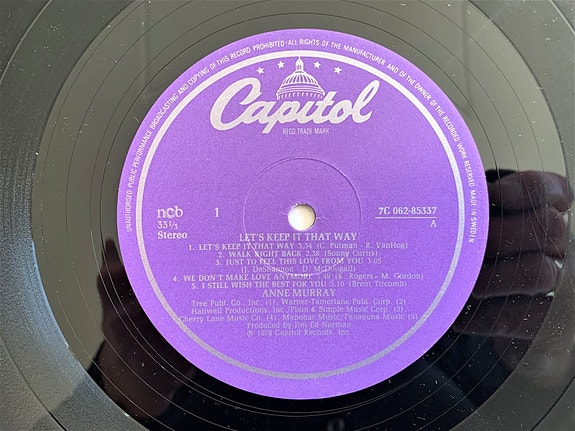 UNAUTHORISED PUBLIC PERFORMANCE BROADCASTING AND COPYING OF THIS RECORD PROHIBITED · ALL RIGHTS OF THE MANUFACTURER AND OF THE OWNER OF THE RECORDED WORK RESERVED MADE IN SWEDEN
Capitol
REGD TRADE MARK
ncb 1 7C 062-85337
33 1/3 A
Stereo
LET'S KEEP IT THAT WAY
1. LET'S KEEP IT THAT WAY 3.34 (C. Putman - R. VanHoy)
2. WALK RIGHT BACK 2.38 (Sonny Curtis)
3. JUST TO FEEL THIS LOVE FROM YOU 3.05
(J. DeShannon - D. McDougall)
4. WE DON'T MAKE LOVE ANYMORE 3.49 (K. Rogers - M. Gordon)
5. I STILL WISH THE BEST FOR YOU 3.10 (Brent Titcomb)
ANNE MURRAY
Tree Publ. Co., Inc. (1), Warner-Tamerlane Publ. Corp. (2)
Halwell Productions, Inc/Plain & Simple Music Corp. (3),
Cherry Lane Music Co. (4), Manohar Music/Tunapuna Music (5)
Produced by Jim Ed Norman
℗ 1978 Capitol Records, Inc.